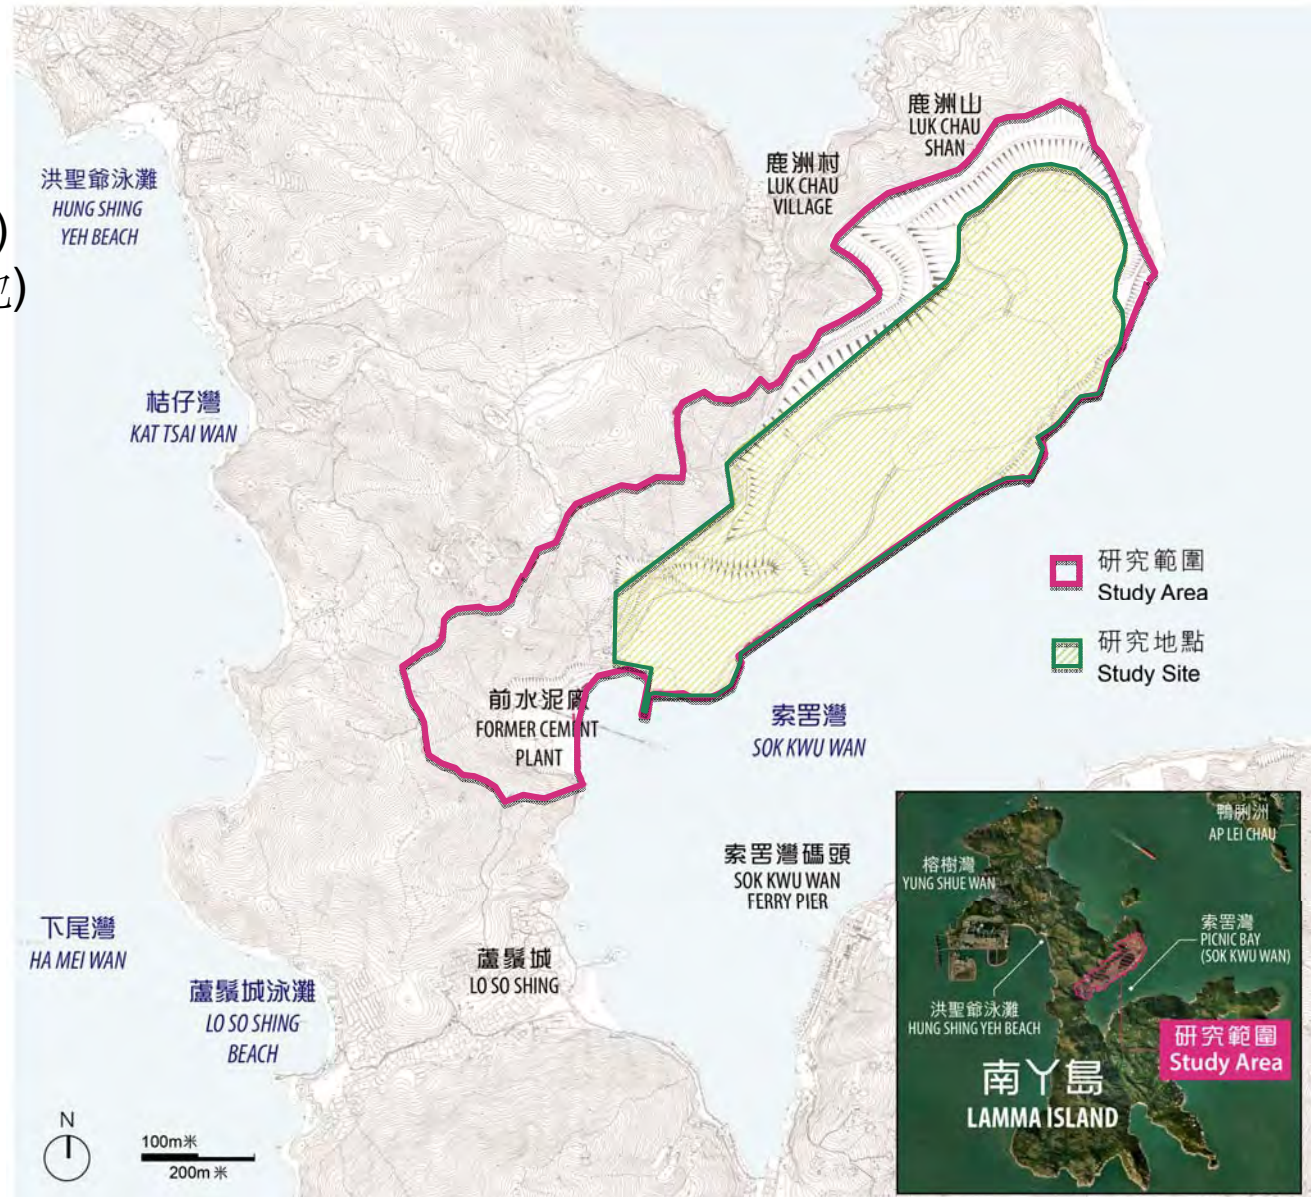 鹿洲山
LUK CHAU
SHAN
鹿洲村
LUK CHAU
VILLAGE
洪聖爺泳灘
HUNG SHING
YEH BEACH
)
)
桔仔灣
KAT TSAI WAN
研究範圍
Study Area
研究地點
Study Site
前水泥廠
FORMER CEMENT
PLANT
索罟灣
SOK KWU WAN
索罟灣碼頭
SOK KWU WAN
FERRY PIER
下尾灣
HA MEI WAN
蘆鬚城
LO SO SHING
蘆鬚城泳灘
LO SO SHING
BEACH
N
100m米
200m 米
鴨脷洲
AP LEI CHAU
榕樹灣
YUNG SHUE WAN
索罟灣
PICNIC BAY
(SOK KWU WAN)
洪聖爺泳灘
HUNG SHING YEH BEACH
研究範圍
Study Area
南丫島
LAMMA ISLAND